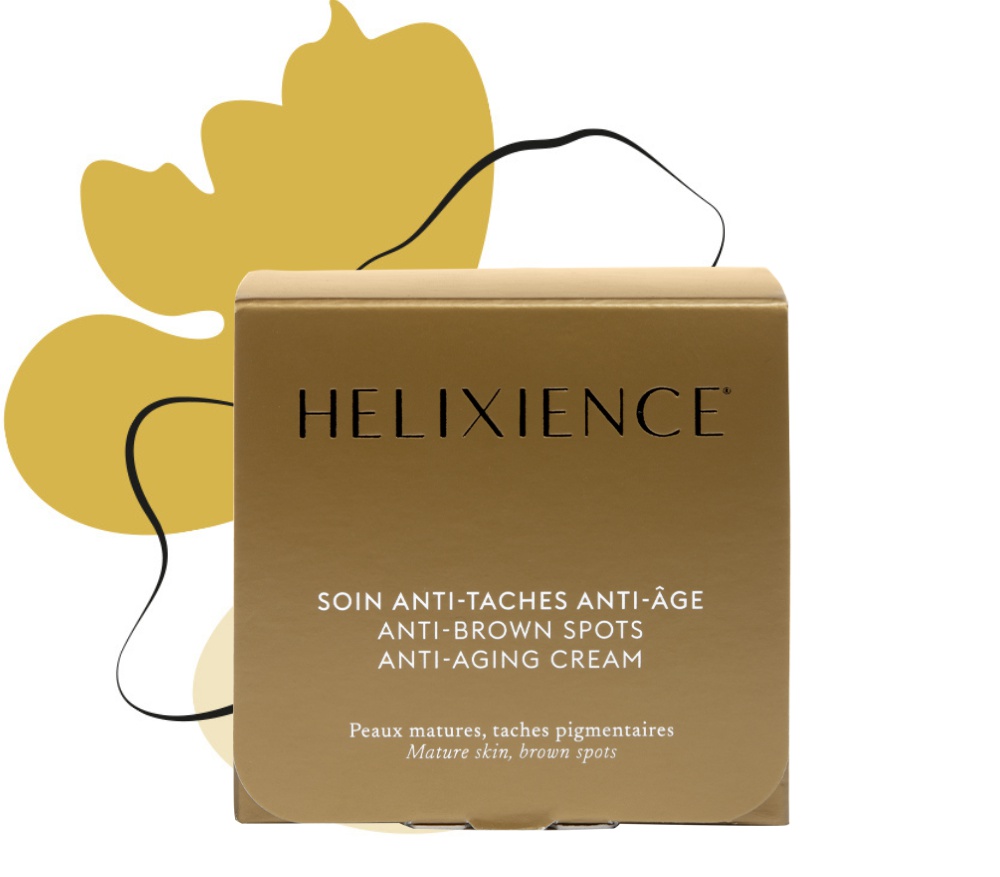 HELIXIENCE®
SOIN ANTI-TACHES ANTI-ÂGE
ANTI-BROWN SPOTS
ANTI-AGING CREAM
Peaux matures, taches pigmentaires
Mature skin, brown spots